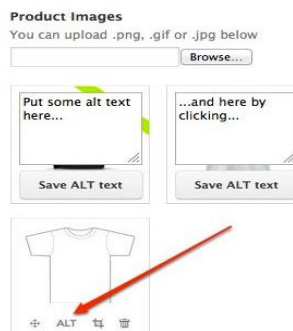 Product Images
You can upload .png, .gif or .jpg below
Browse...
Put some alt text
here...
...and here by
clicking...
Save ALT text
Save ALT text
ALT